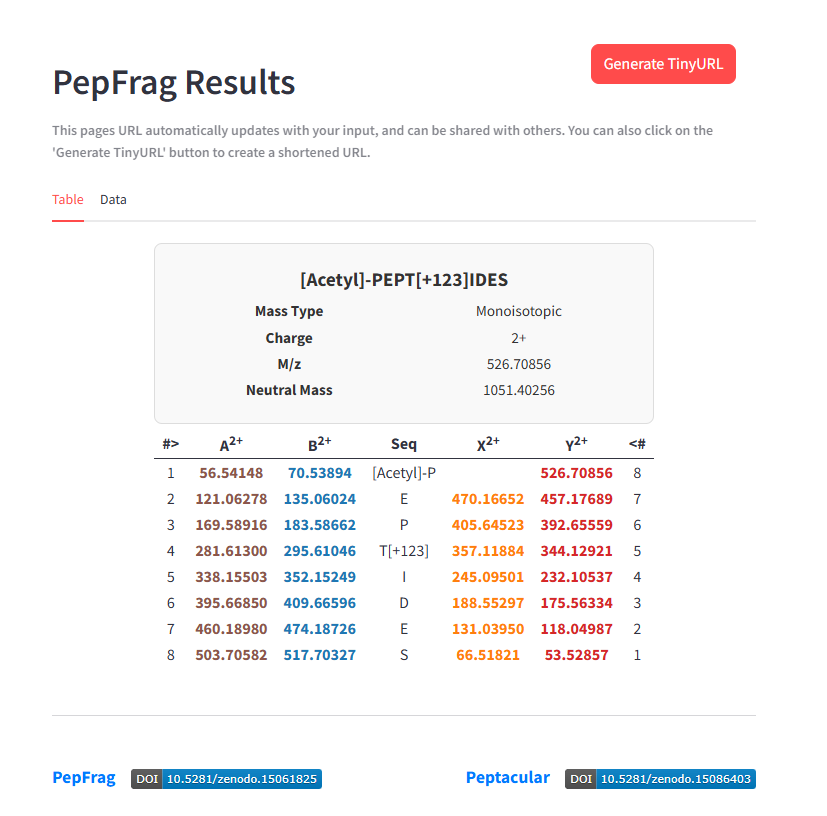 Generate TinyURL
PepFrag Results
This pages URL automatically updates with your input, and can be shared with others. You can also click on the
'Generate TinyURL' button to create a shortened URL.
Table Data
[Acetyl]-PEPT[+123]IDES
Mass Type Monoisotopic
Charge 2+
M/z 526.70856
Neutral Mass 1051.40256
#> A2+ B2+ Seq X2+ Y2+ <#
1 56.54148 70.53894 [Acetyl]-P 526.70856 8
2 121.06278 135.06024 E 470.16652 457.17689 7
3 169.58916 183.58662 P 405.64523 392.65559 6
4 281.61300 295.61046 T[+123] 357.11884 344.12921 5
5 338.15503 352.15249 I 245.09501 232.10537 4
6 395.66850 409.66596 D 188.55297 175.56334 3
7 460.18980 474.18726 E 131.03950 118.04987 2
8 503.70582 517.70327 S 66.51821 53.52857 1
PepFrag DOI 10.5281/zenodo.15061825 Peptacular DOI 10.5281/zenodo.15086403